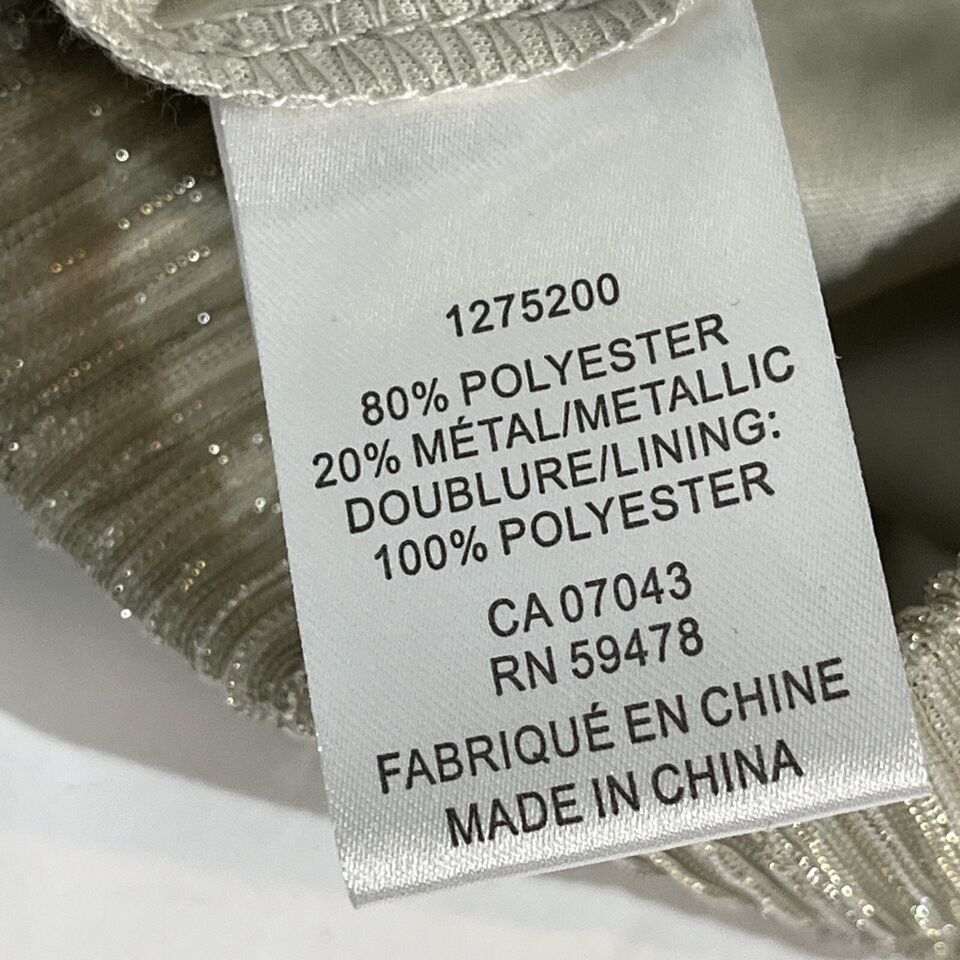 1275200
80% POLYESTER
20% MÉTAL/METALLIC
DOUBLURE/LINING:
100% POLYESTER
CA 07043
RN 59478
FABRIQUÉ EN CHINE
MADE IN CHINA